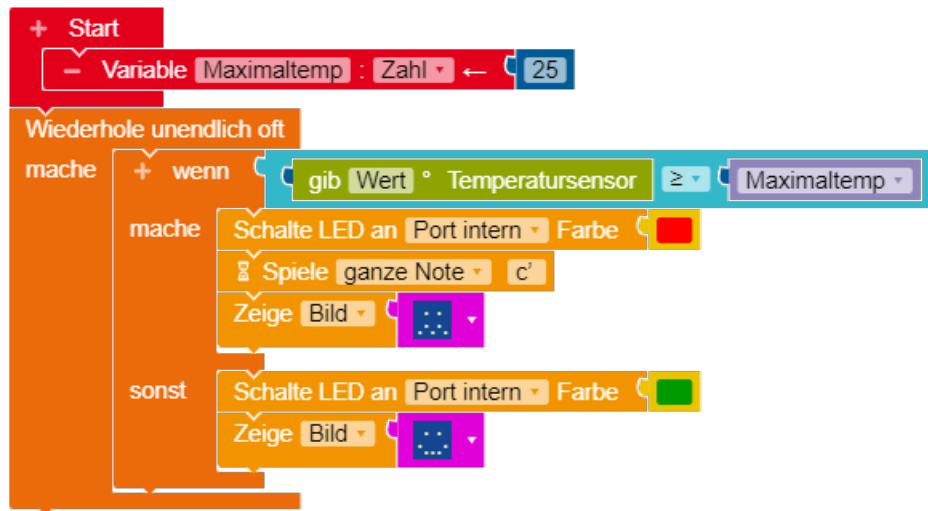 + Start
− Variable Maximaltemp : Zahl ← 25
Wiederhole unendlich oft
mache + wenn gib Wert ° Temperatursensor ≥ Maximaltemp
mache Schalte LED an Port intern Farbe
Spiele ganze Note c'
Zeige Bild
sonst Schalte LED an Port intern Farbe
Zeige Bild